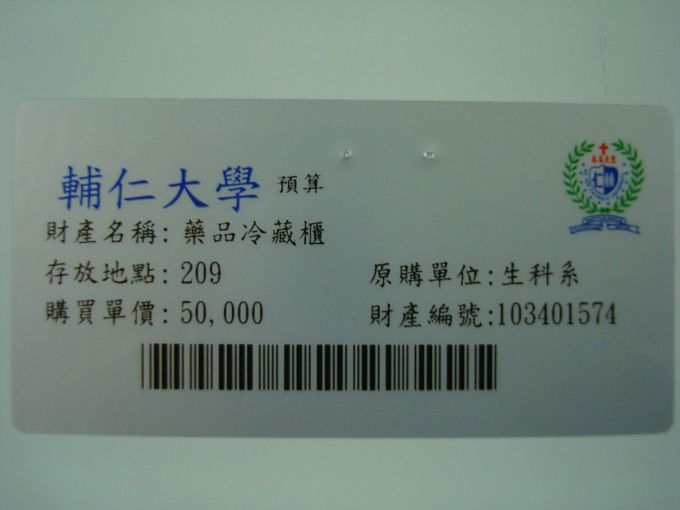 輔仁大學 預算
財產名稱: 藥品冷藏櫃
存放地點: 209 原購單位:生科系
購買單價: 50,000 財產編號:103401574